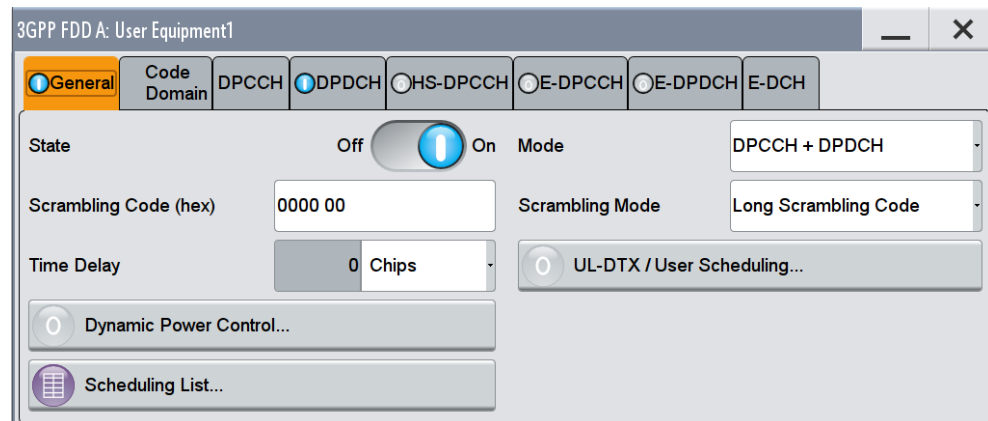 3GPP FDD A: User Equipment1
General
Code Domain
DPCCH
DPDCH
HS-DPCCH
E-DPCCH
E-DPDCH
E-DCH
State Off On Mode DPCCH + DPDCH
Scrambling Code (hex) 0000 00 Scrambling Mode Long Scrambling Code
Time Delay 0 Chips UL-DTX / User Scheduling...
Dynamic Power Control...
Scheduling List...